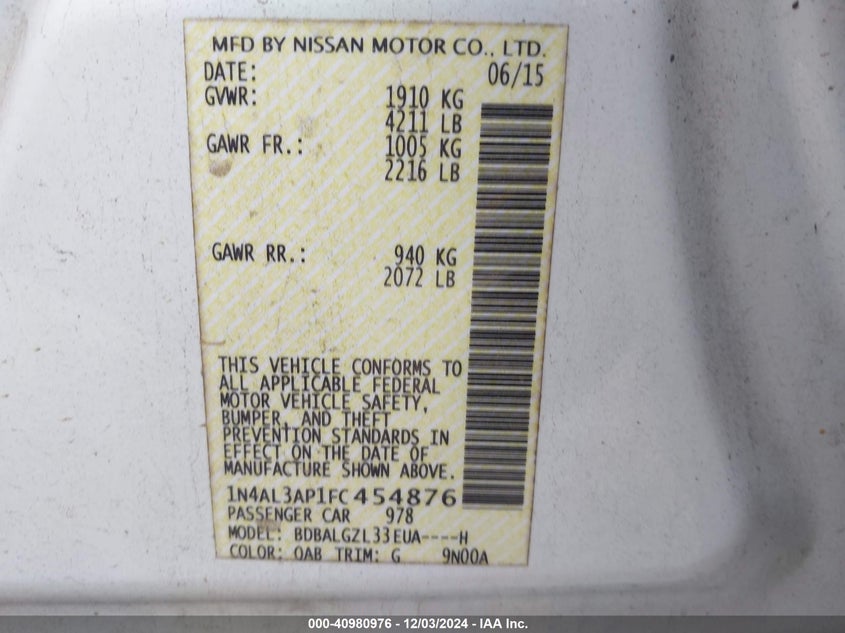 MFD BY NISSAN MOTOR CO., LTD.
DATE: 06/15
GVWR: 1910 KG
4211 LB
GAWR FR.: 1005 KG
2216 LB
GAWR RR.: 940 KG
2072 LB
THIS VEHICLE CONFORMS TO
ALL APPLICABLE FEDERAL
MOTOR VEHICLE SAFETY,
BUMPER, AND THEFT
PREVENTION STANDARDS IN
EFFECT ON THE DATE OF
MANUFACTURE SHOWN ABOVE.
1N4AL3AP1FC454876
PASSENGER CAR 978
MODEL: BDBALGZL33EUA----H
COLOR: QAB TRIM: G 9N00A
000-40980976 - 12/03/2024 - IAA Inc.